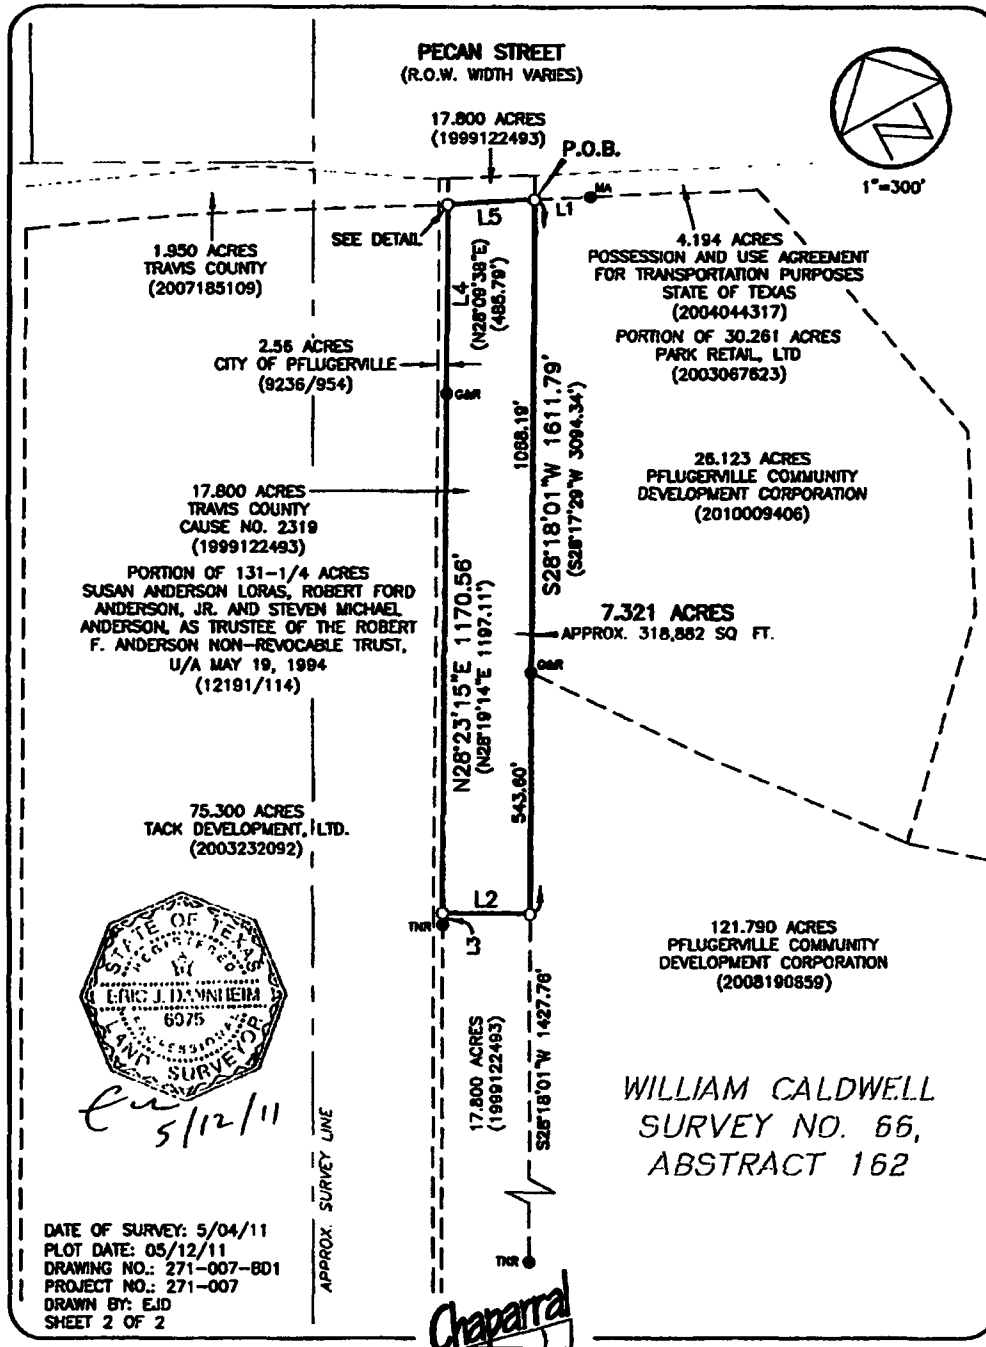 PECAN STREET
(R.O.W. WIDTH VARIES)
17.800 ACRES
(1999122493)
P.O.B.
1"=300'
MA
L1
L5
SEE DETAIL
1.950 ACRES
TRAVIS COUNTY
(2007185109)
4.194 ACRES
POSSESSION AND USE AGREEMENT
FOR TRANSPORTATION PURPOSES
STATE OF TEXAS
(2004044317)
PORTION OF 30.261 ACRES
PARK RETAIL, LTD
(2003067623)
L4
(N28°09'38"E)
(486.79')
2.56 ACRES
CITY OF PFLUGERVILLE
(9236/954)
G&R
1068.19'
S28°18'01"W 1611.79'
(S28°17'29"W 3094.34')
26.123 ACRES
PFLUGERVILLE COMMUNITY
DEVELOPMENT CORPORATION
(2010009406)
17.800 ACRES
TRAVIS COUNTY
CAUSE NO. 2319
(1999122493)
PORTION OF 131-1/4 ACRES
SUSAN ANDERSON LORAS, ROBERT FORD
ANDERSON, JR. AND STEVEN MICHAEL
ANDERSON, AS TRUSTEE OF THE ROBERT
F. ANDERSON NON-REVOCABLE TRUST,
U/A MAY 19, 1994
(12191/114)
7.321 ACRES
APPROX. 318,882 SQ FT.
G&R
N28°23'15"E 1170.56'
(N28°19'14"E 1197.11')
543.60'
75.300 ACRES
TACK DEVELOPMENT, LTD.
(2003232092)
L2
TNR
L3
STATE OF TEXAS
REGISTERED
ERIC J. DANNHEIM
6075
PROFESSIONAL
LAND SURVEYOR
5/12/11
121.790 ACRES
PFLUGERVILLE COMMUNITY
DEVELOPMENT CORPORATION
(2008190859)
17.800 ACRES
(1999122493)
S28°18'01"W 1427.76'
WILLIAM CALDWELL
SURVEY NO. 66,
ABSTRACT 162
APPROX. SURVEY LINE
TNR
DATE OF SURVEY: 5/04/11
PLOT DATE: 05/12/11
DRAWING NO.: 271-007-BD1
PROJECT NO.: 271-007
DRAWN BY: EJD
SHEET 2 OF 2
Chaparral